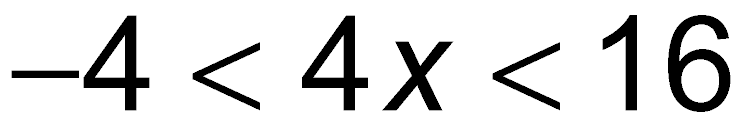 –4 < 4x < 16